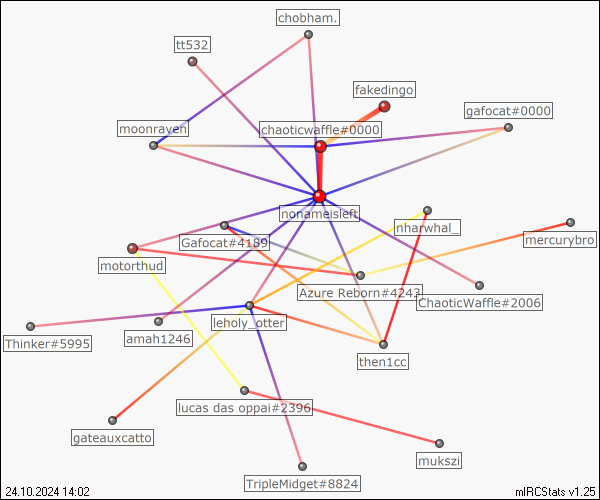 chobham.
tt532
fakedingo
gafocat#0000
moonraven
chaoticwaffle#0000
nonameisleft
nharwhal_
mercurybro
Gafocat#4189
motorthud
Azure Reborn#4243
ChaoticWaffle#2006
leholy_otter
Thinker#5995
amah1246
then1cc
lucas das oppai#2396
gateauxcatto
mukszi
TripleMidget#8824
24.10.2024 14:02
mIRCStats v1.25